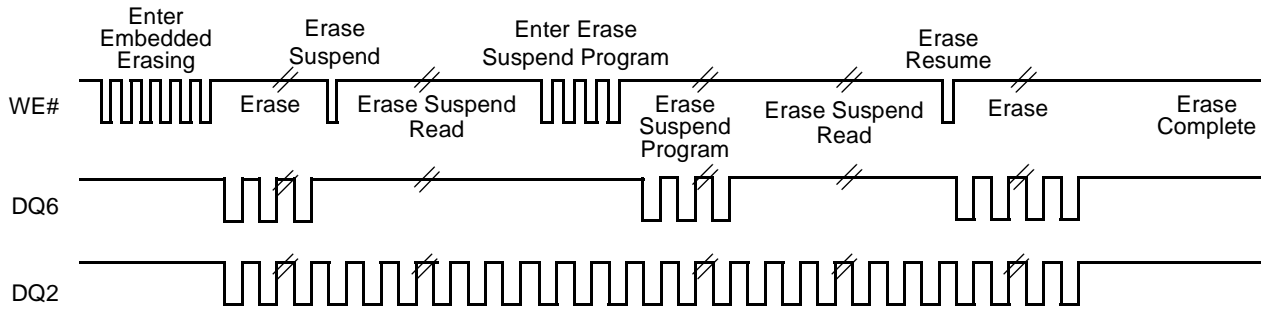 Enter
Embedded
Erasing
Erase
Suspend
Enter Erase
Suspend Program
Erase
Resume
WE#
Erase
Erase Suspend
Read
Erase
Suspend
Program
Erase Suspend
Read
Erase
Erase
Complete
DQ6
DQ2